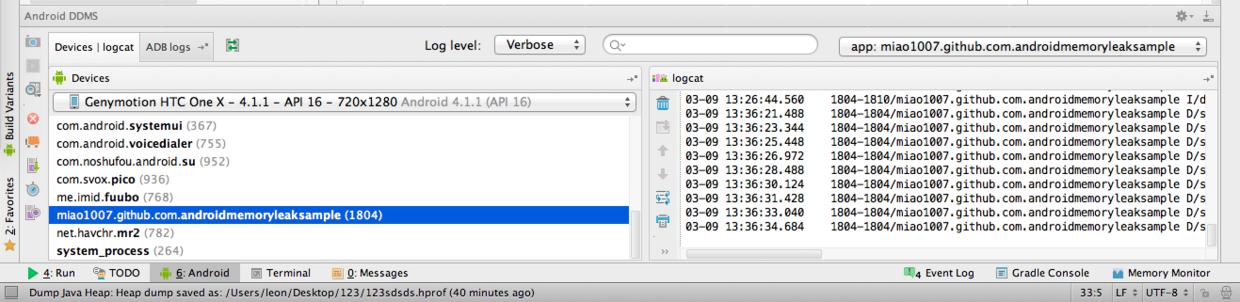 Android DDMS
Devices | logcat
ADB logs
Log level:
Verbose
app: miao1007.github.com.androidmemoryleaksample
Devices
logcat
Genymotion HTC One X - 4.1.1 - API 16 - 720x1280 Android 4.1.1 (API 16)
com.android.systemui (367)
com.android.voicedialer (755)
com.noshufou.android.su (952)
com.svox.pico (936)
me.imid.fuubo (768)
miao1007.github.com.androidmemoryleaksample (1804)
net.havchr.mr2 (782)
system_process (264)
03-09 13:26:44.560 1804-1810/miao1007.github.com.androidmemoryleaksample I/d
03-09 13:36:21.488 1804-1804/miao1007.github.com.androidmemoryleaksample D/s
03-09 13:36:23.344 1804-1804/miao1007.github.com.androidmemoryleaksample D/s
03-09 13:36:25.448 1804-1804/miao1007.github.com.androidmemoryleaksample D/s
03-09 13:36:26.972 1804-1804/miao1007.github.com.androidmemoryleaksample D/s
03-09 13:36:28.488 1804-1804/miao1007.github.com.androidmemoryleaksample D/s
03-09 13:36:30.124 1804-1804/miao1007.github.com.androidmemoryleaksample D/s
03-09 13:36:31.428 1804-1804/miao1007.github.com.androidmemoryleaksample D/s
03-09 13:36:33.040 1804-1804/miao1007.github.com.androidmemoryleaksample D/s
03-09 13:36:34.684 1804-1804/miao1007.github.com.androidmemoryleaksample D/s
Build Variants
2: Favorites
4: Run
TODO
6: Android
Terminal
0: Messages
4 Event Log
Gradle Console
Memory Monitor
Dump Java Heap: Heap dump saved as: /Users/leon/Desktop/123/123sdsds.hprof (40 minutes ago)
33:5
LF
UTF-8